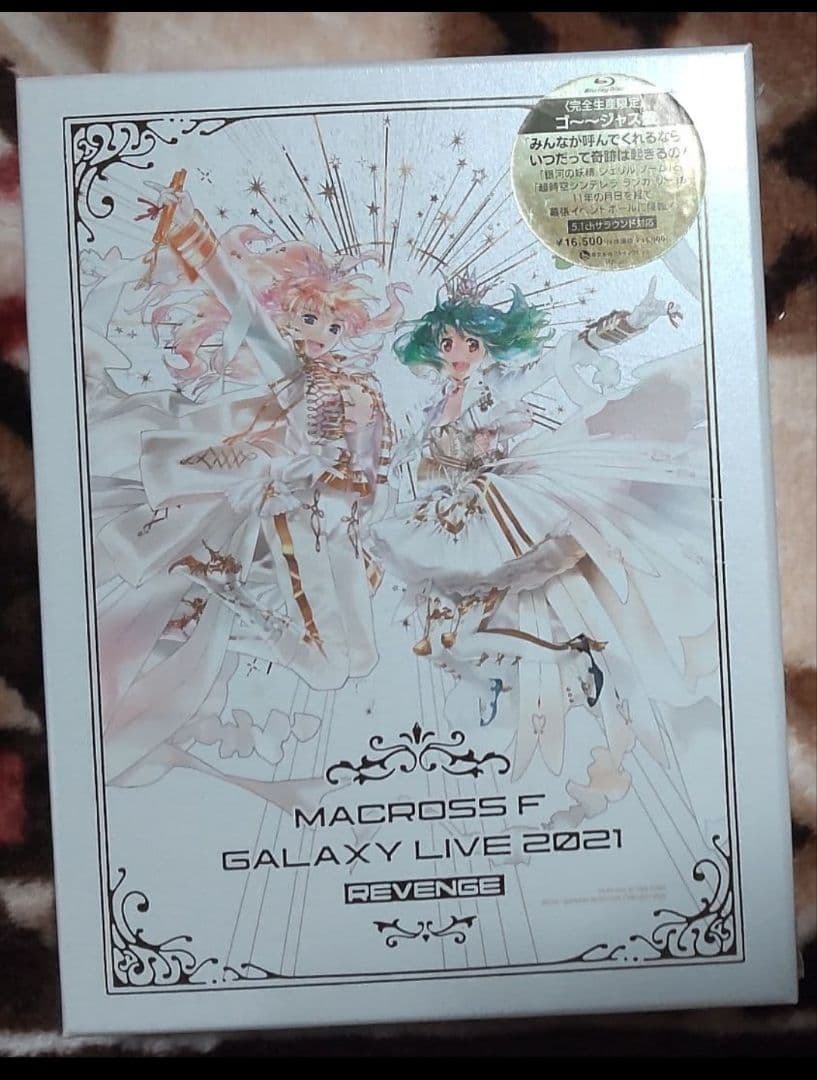 Blu-ray Disc
〈完全生産限定〉
ゴ〜〜ジャス
「みんなが呼んでくれるなら
いつだって奇跡は起きるの!
「銀河の妖精 シェリル・ノーム」と
「超時空シンデレラ ランカ・リー」が
11年の月日を経て
幕張イベントホールに降臨
5.1chサラウンド対応
¥16,500
MACROSS F
GALAXY LIVE 2021
REVENGE